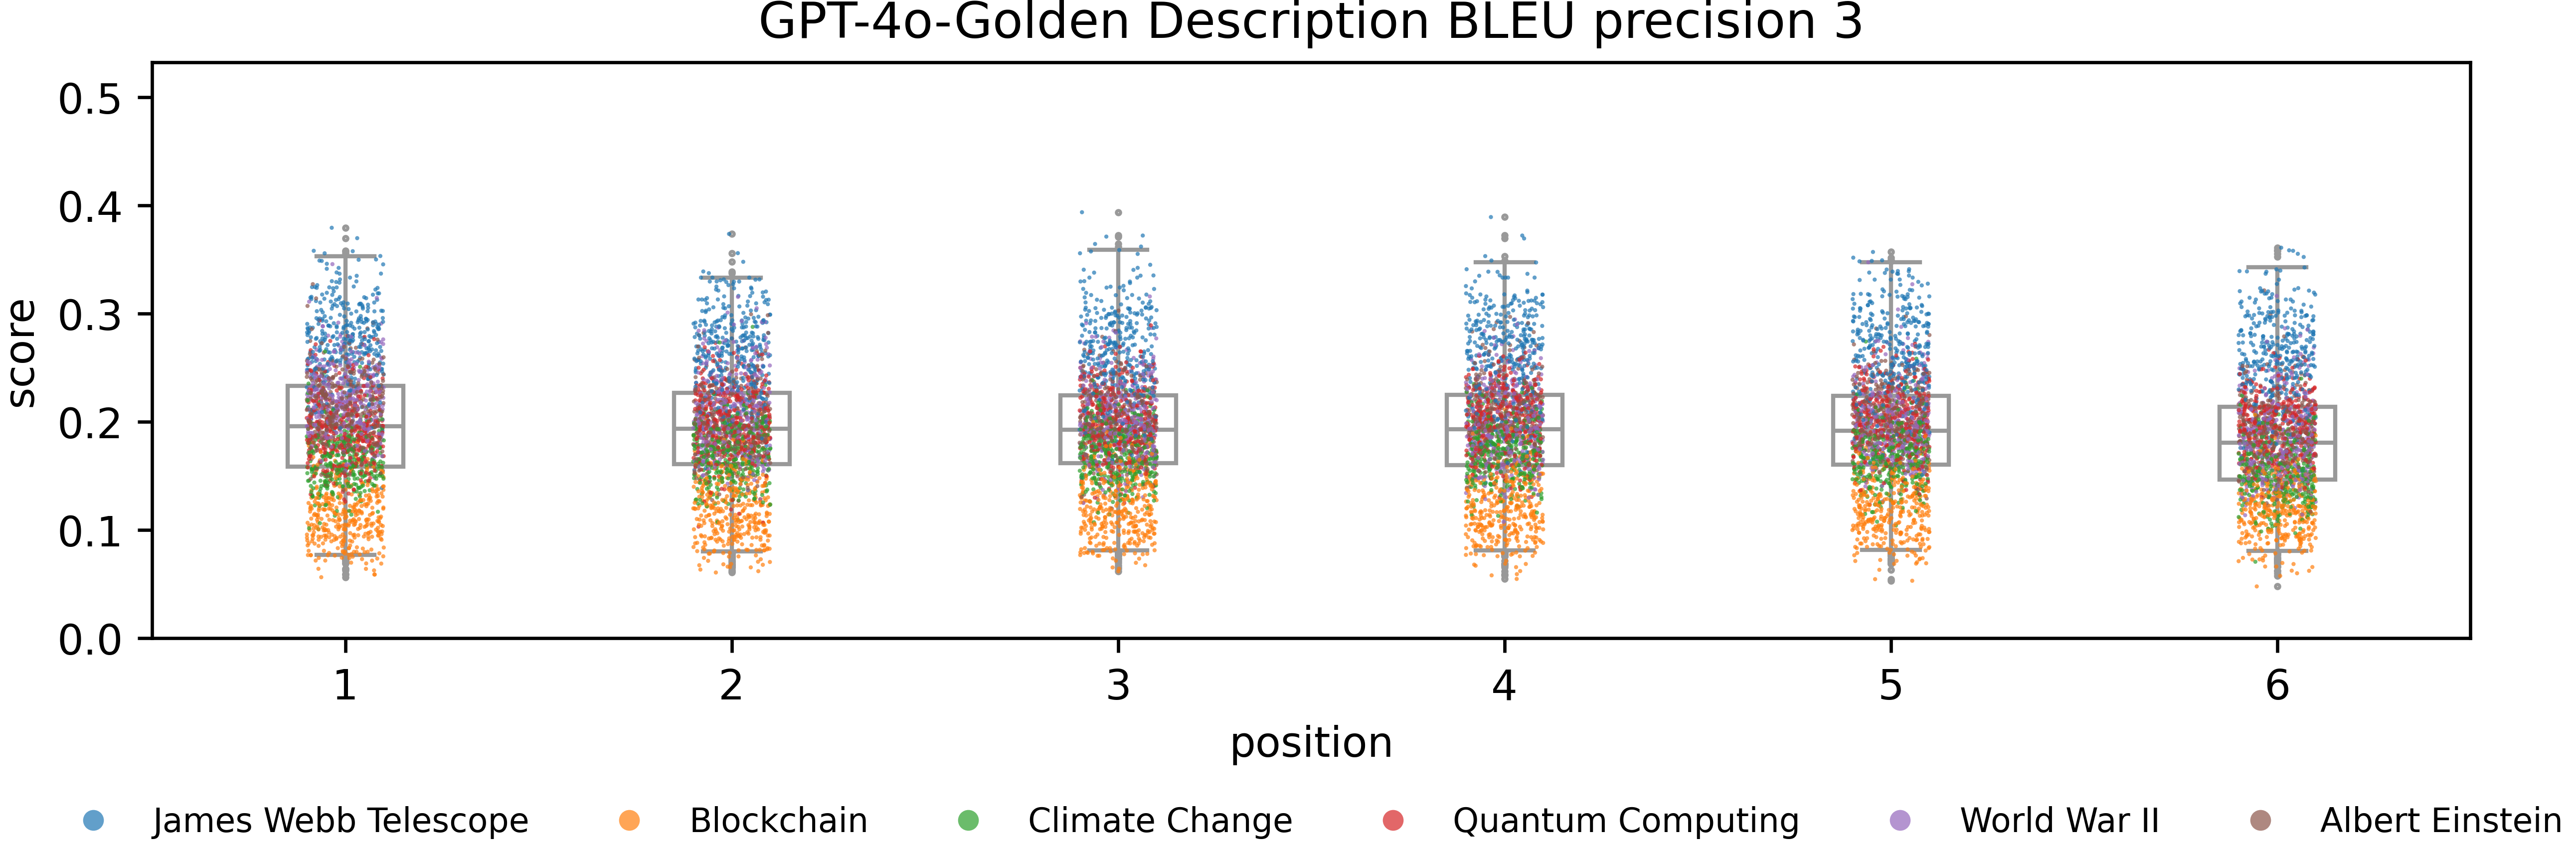 GPT-4o-Golden Description BLEU precision 3
score
0.5
0.4
0.3
0.2
0.1
0.0
1 2 3 4 5 6
position
James Webb Telescope Blockchain Climate Change Quantum Computing World War II Albert Einstein